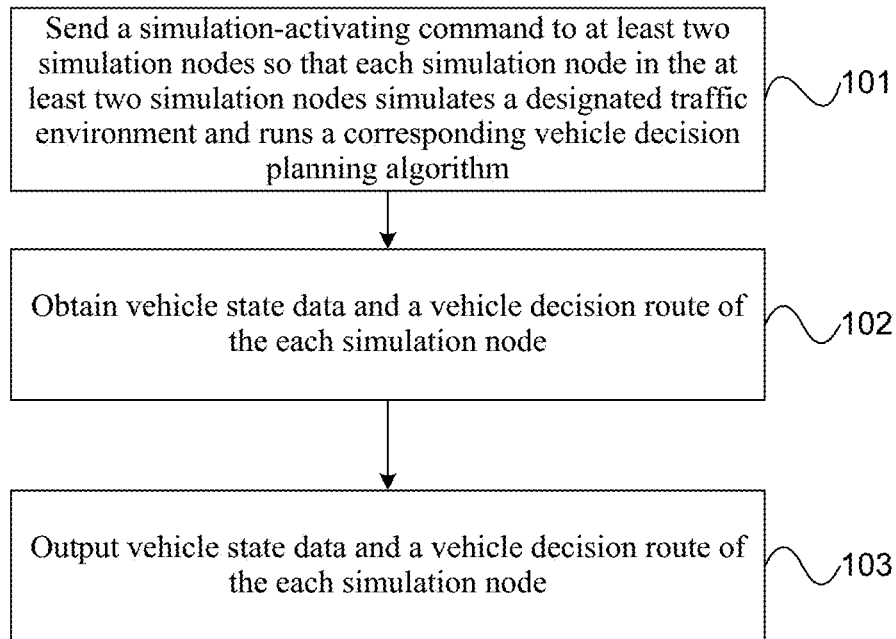 Send a simulation-activating command to at least two
simulation nodes so that each simulation node in the at
least two simulation nodes simulates a designated traffic
environment and runs a corresponding vehicle decision
planning algorithm
101
Obtain vehicle state data and a vehicle decision route of
the each simulation node
102
Output vehicle state data and a vehicle decision route of
the each simulation node
103